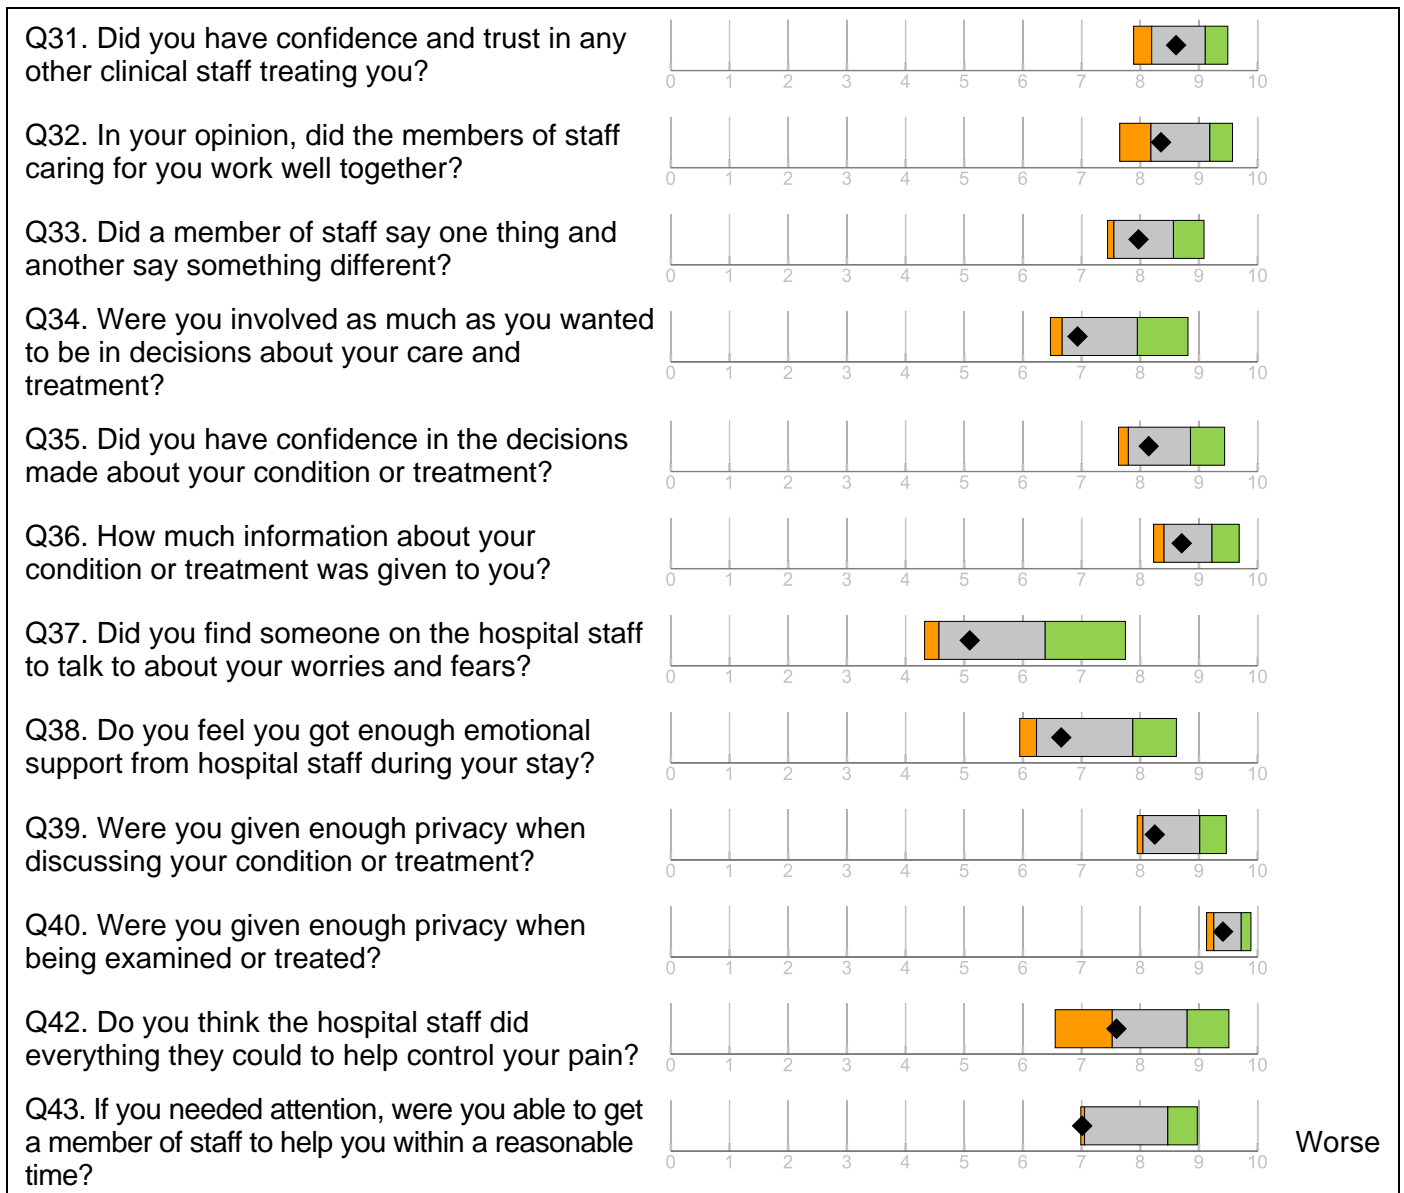 Q31. Did you have confidence and trust in any
other clinical staff treating you?
0 1 2 3 4 5 6 7 8 9 10
Q32. In your opinion, did the members of staff
caring for you work well together?
0 1 2 3 4 5 6 7 8 9 10
Q33. Did a member of staff say one thing and
another say something different?
0 1 2 3 4 5 6 7 8 9 10
Q34. Were you involved as much as you wanted
to be in decisions about your care and
treatment?
0 1 2 3 4 5 6 7 8 9 10
Q35. Did you have confidence in the decisions
made about your condition or treatment?
0 1 2 3 4 5 6 7 8 9 10
Q36. How much information about your
condition or treatment was given to you?
0 1 2 3 4 5 6 7 8 9 10
Q37. Did you find someone on the hospital staff
to talk to about your worries and fears?
0 1 2 3 4 5 6 7 8 9 10
Q38. Do you feel you got enough emotional
support from hospital staff during your stay?
0 1 2 3 4 5 6 7 8 9 10
Q39. Were you given enough privacy when
discussing your condition or treatment?
0 1 2 3 4 5 6 7 8 9 10
Q40. Were you given enough privacy when
being examined or treated?
0 1 2 3 4 5 6 7 8 9 10
Q42. Do you think the hospital staff did
everything they could to help control your pain?
0 1 2 3 4 5 6 7 8 9 10
Q43. If you needed attention, were you able to get
a member of staff to help you within a reasonable
time?
0 1 2 3 4 5 6 7 8 9 10
Worse